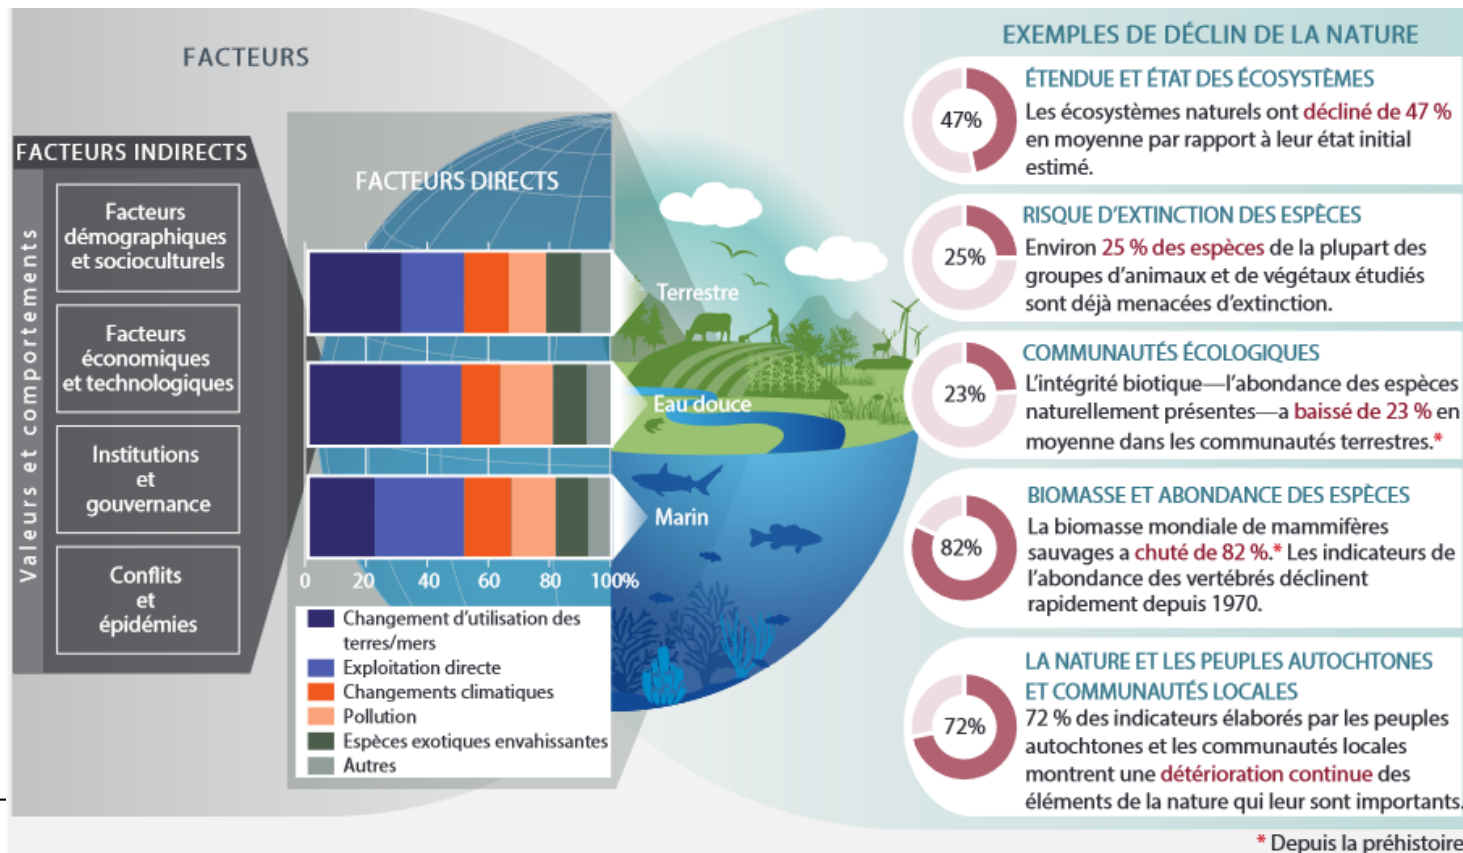 FACTEURS
FACTEURS INDIRECTS
Valeurs et comportements
Facteurs
démographiques
et socioculturels
Facteurs
économiques
et technologiques
Institutions
et
gouvernance
Conflits
et
épidémies
FACTEURS DIRECTS
Terrestre
Eau douce
Marin
0 20 40 60 80 100%
Changement d'utilisation des
terres/mers
Exploitation directe
Changements climatiques
Pollution
Espèces exotiques envahissantes
Autres
EXEMPLES DE DÉCLIN DE LA NATURE
47%
ÉTENDUE ET ÉTAT DES ÉCOSYSTÈMES
Les écosystèmes naturels ont décliné de 47 %
en moyenne par rapport à leur état initial
estimé.
25%
RISQUE D'EXTINCTION DES ESPÈCES
Environ 25 % des espèces de la plupart des
groupes d'animaux et de végétaux étudiés
sont déjà menacées d'extinction.
23%
COMMUNAUTÉS ÉCOLOGIQUES
L'intégrité biotique—l'abondance des espèces
naturellement présentes—a baissé de 23 % en
moyenne dans les communautés terrestres.*
82%
BIOMASSE ET ABONDANCE DES ESPÈCES
La biomasse mondiale de mammifères
sauvages a chuté de 82 %.* Les indicateurs de
l'abondance des vertébrés déclinent
rapidement depuis 1970.
72%
LA NATURE ET LES PEUPLES AUTOCHTONES
ET COMMUNAUTÉS LOCALES
72 % des indicateurs élaborés par les peuples
autochtones et les communautés locales
montrent une détérioration continue des
éléments de la nature qui leur sont importants.
* Depuis la préhistoire